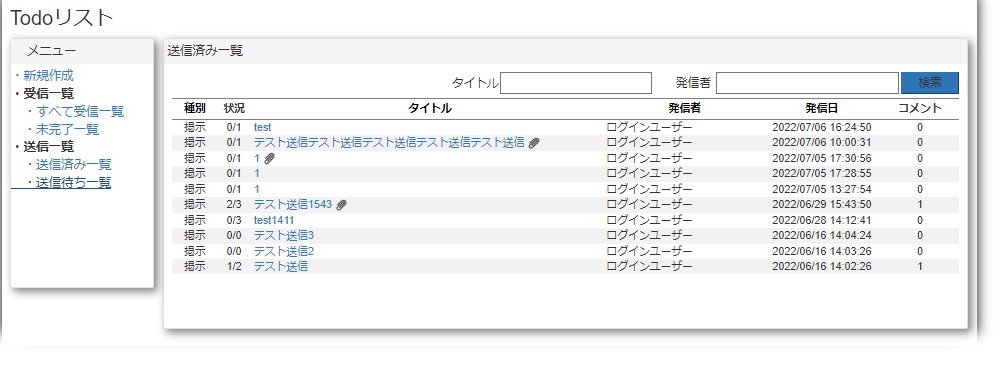 Todoリスト
メニュー
・新規作成
・受信一覧
・すべて受信一覧
・未完了一覧
・送信一覧
・送信済み一覧
・送信待ち一覧
送信済み一覧
タイトル 発信者 検索
種別 状況 タイトル 発信者 発信日 コメント
掲示 0/1 test ログインユーザー 2022/07/06 16:24:50 0
掲示 0/1 テスト送信テスト送信テスト送信テスト送信テスト送信 ログインユーザー 2022/07/06 10:00:31 0
掲示 0/1 1 ログインユーザー 2022/07/05 17:30:56 0
掲示 0/1 1 ログインユーザー 2022/07/05 17:28:55 0
掲示 0/1 1 ログインユーザー 2022/07/05 13:27:54 0
掲示 2/3 テスト送信1543 ログインユーザー 2022/06/29 15:43:50 1
掲示 0/3 test1411 ログインユーザー 2022/06/28 14:12:41 0
掲示 0/0 テスト送信3 ログインユーザー 2022/06/16 14:04:24 0
掲示 0/0 テスト送信2 ログインユーザー 2022/06/16 14:03:26 0
掲示 1/2 テスト送信 ログインユーザー 2022/06/16 14:02:26 1